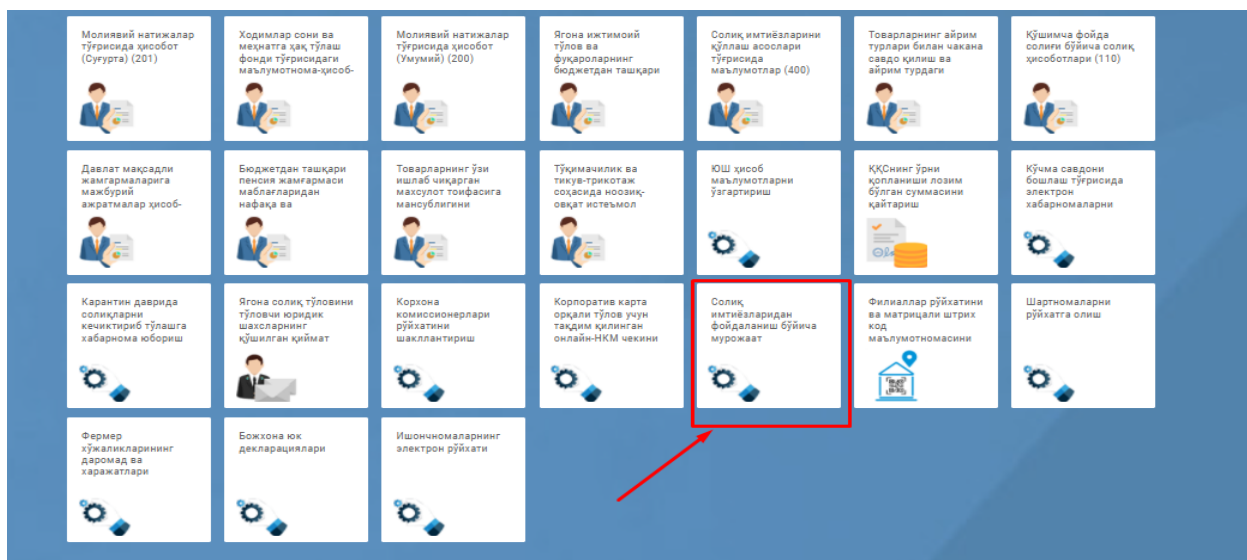 Молиявий натижалар
тўғрисида ҳисобот
(Суғурта) (201)
Ходимлар сони ва
меҳнатга ҳақ тўлаш
фонди тўғрисидаги
маълумотнома-ҳисоб-
Молиявий натижалар
тўғрисида ҳисобот
(Умумий) (200)
Ягона ижтимоий
тўлов ва
фуқароларнинг
бюджетдан ташқари
Солиқ имтиёзларини
қўллаш асослари
тўғрисида
маълумотлар (400)
Товарларнинг айрим
турлари билан чакана
савдо қилиш ва
айрим турдаги
Қўшимча фойда
солиғи бўйича солиқ
ҳисоботлари (110)
Давлат мақсадли
жамғармаларига
мажбурий
ажратмалар ҳисоб-
Бюджетдан ташқари
пенсия жамғармаси
маблағларидан
нафақа ва
Товарларнинг ўзи
ишлаб чиқарган
махсулот тоифасига
мансублигини
Тўқимачилик ва
тикув-трикотаж
соҳасида ноозиқ-
овқат истеъмол
ЮШ ҳисоб
маълумотларни
ўзгартириш
ҚҚСнинг ўрни
қопланиши лозим
бўлган суммасини
қайтариш
Кўчма савдони
бошлаш тўғрисида
электрон
хабарномаларни
Карантин даврида
солиқларни
кечиктириб тўлашга
хабарнома юбориш
Ягона солиқ тўловини
тўловчи юридик
шахсларнинг
қўшилган қиймат
Корхона
комиссионерлари
рўйхатини
шакллантириш
Корпоратив карта
орқали тўлов учун
тақдим қилинган
онлайн-НКМ чекини
Солиқ
имтиёзларидан
фойдаланиш бўйича
мурожаат
Филиаллар рўйхатини
ва матрицали штрих
код
маълумотномасини
Шартномаларни
рўйхатга олиш
Фермер
хўжаликларининг
даромад ва
харажатлари
Божхона юк
декларациялари
Ишончномаларнинг
электрон рўйхати